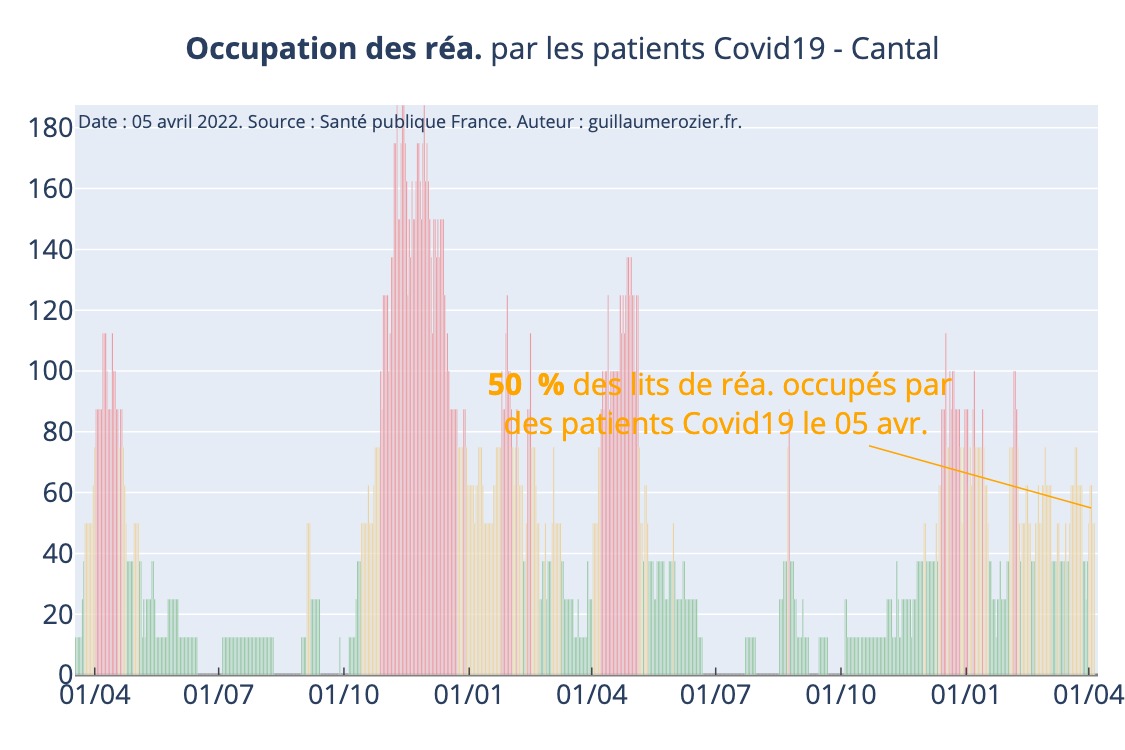 Occupation des réa. par les patients Covid19 - Cantal
Date : 05 avril 2022. Source : Santé publique France. Auteur : guillaumerozier.fr.
180
160
140
120
100
80
60
40
20
0
50 % des lits de réa. occupés par
des patients Covid19 le 05 avr.
01/04 01/07 01/10 01/01 01/04 01/07 01/10 01/01 01/04